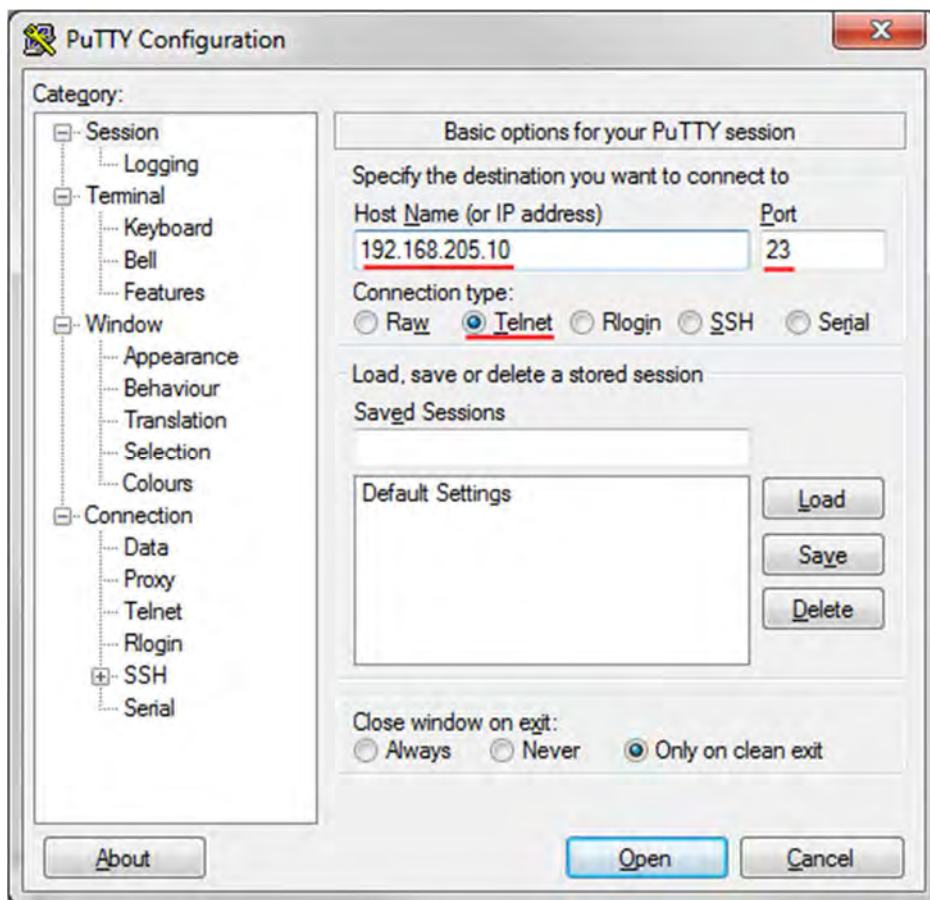 PuTTY Configuration
Category:
Session
Logging
Terminal
Keyboard
Bell
Features
Window
Appearance
Behaviour
Translation
Selection
Colours
Connection
Data
Proxy
Telnet
Rlogin
SSH
Serial
Basic options for your PuTTY session
Specify the destination you want to connect to
Host Name (or IP address) Port
192.168.205.10 23
Connection type:
Raw Telnet Rlogin SSH Serial
Load, save or delete a stored session
Saved Sessions
Default Settings
Load
Save
Delete
Close window on exit:
Always Never Only on clean exit
About Open Cancel